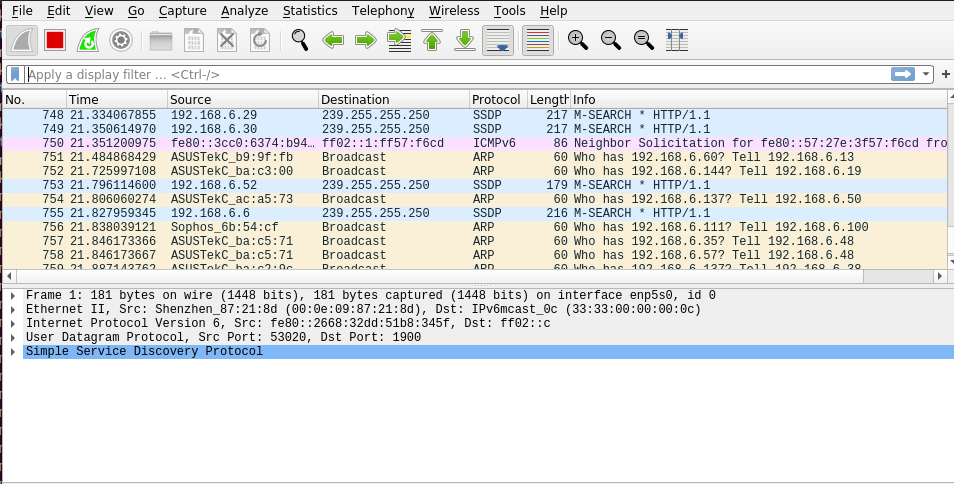 File Edit View Go Capture Analyze Statistics Telephony Wireless Tools Help
Apply a display filter … <Ctrl-/>
No. Time Source Destination Protocol Length Info
748 21.334067855 192.168.6.29 239.255.255.250 SSDP 217 M-SEARCH * HTTP/1.1
749 21.350614970 192.168.6.30 239.255.255.250 SSDP 217 M-SEARCH * HTTP/1.1
750 21.351200975 fe80::3cc0:6374:b94… ff02::1:ff57:f6cd ICMPv6 86 Neighbor Solicitation for fe80::57:27e:3f57:f6cd fro
751 21.484868429 ASUSTekC_b9:9f:fb Broadcast ARP 60 Who has 192.168.6.60? Tell 192.168.6.13
752 21.725997108 ASUSTekC_ba:c3:00 Broadcast ARP 60 Who has 192.168.6.144? Tell 192.168.6.19
753 21.796114600 192.168.6.52 239.255.255.250 SSDP 179 M-SEARCH * HTTP/1.1
754 21.806060274 ASUSTekC_ac:a5:73 Broadcast ARP 60 Who has 192.168.6.137? Tell 192.168.6.50
755 21.827959345 192.168.6.6 239.255.255.250 SSDP 216 M-SEARCH * HTTP/1.1
756 21.838039121 Sophos_6b:54:cf Broadcast ARP 60 Who has 192.168.6.111? Tell 192.168.6.100
757 21.846173366 ASUSTekC_ba:c5:71 Broadcast ARP 60 Who has 192.168.6.35? Tell 192.168.6.48
758 21.846173667 ASUSTekC_ba:c5:71 Broadcast ARP 60 Who has 192.168.6.57? Tell 192.168.6.48
759 21.887143762 ASUSTekC_ba:c2:9c Broadcast ARP 60 Who has 192.168.6.137? Tell 192.168.6.38
Frame 1: 181 bytes on wire (1448 bits), 181 bytes captured (1448 bits) on interface enp5s0, id 0
Ethernet II, Src: Shenzhen_87:21:8d (00:0e:09:87:21:8d), Dst: IPv6mcast_0c (33:33:00:00:00:0c)
Internet Protocol Version 6, Src: fe80::2668:32dd:51b8:345f, Dst: ff02::c
User Datagram Protocol, Src Port: 53020, Dst Port: 1900
Simple Service Discovery Protocol